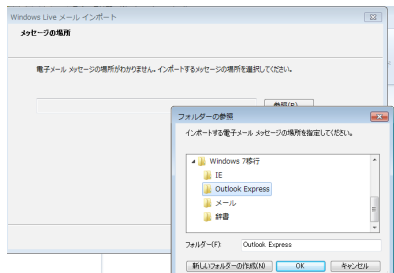 Windows Live メール インポート
メッセージの場所
電子メール メッセージの場所がわかりません。インポートするメッセージの場所を選択してください。
参照(R)...
フォルダーの参照
インポートする電子メール メッセージの場所を指定してください。
Windows 7移行
IE
Outlook Express
メール
辞書
フォルダー(F):
Outlook Express
新しいフォルダーの作成(N)
OK
キャンセル